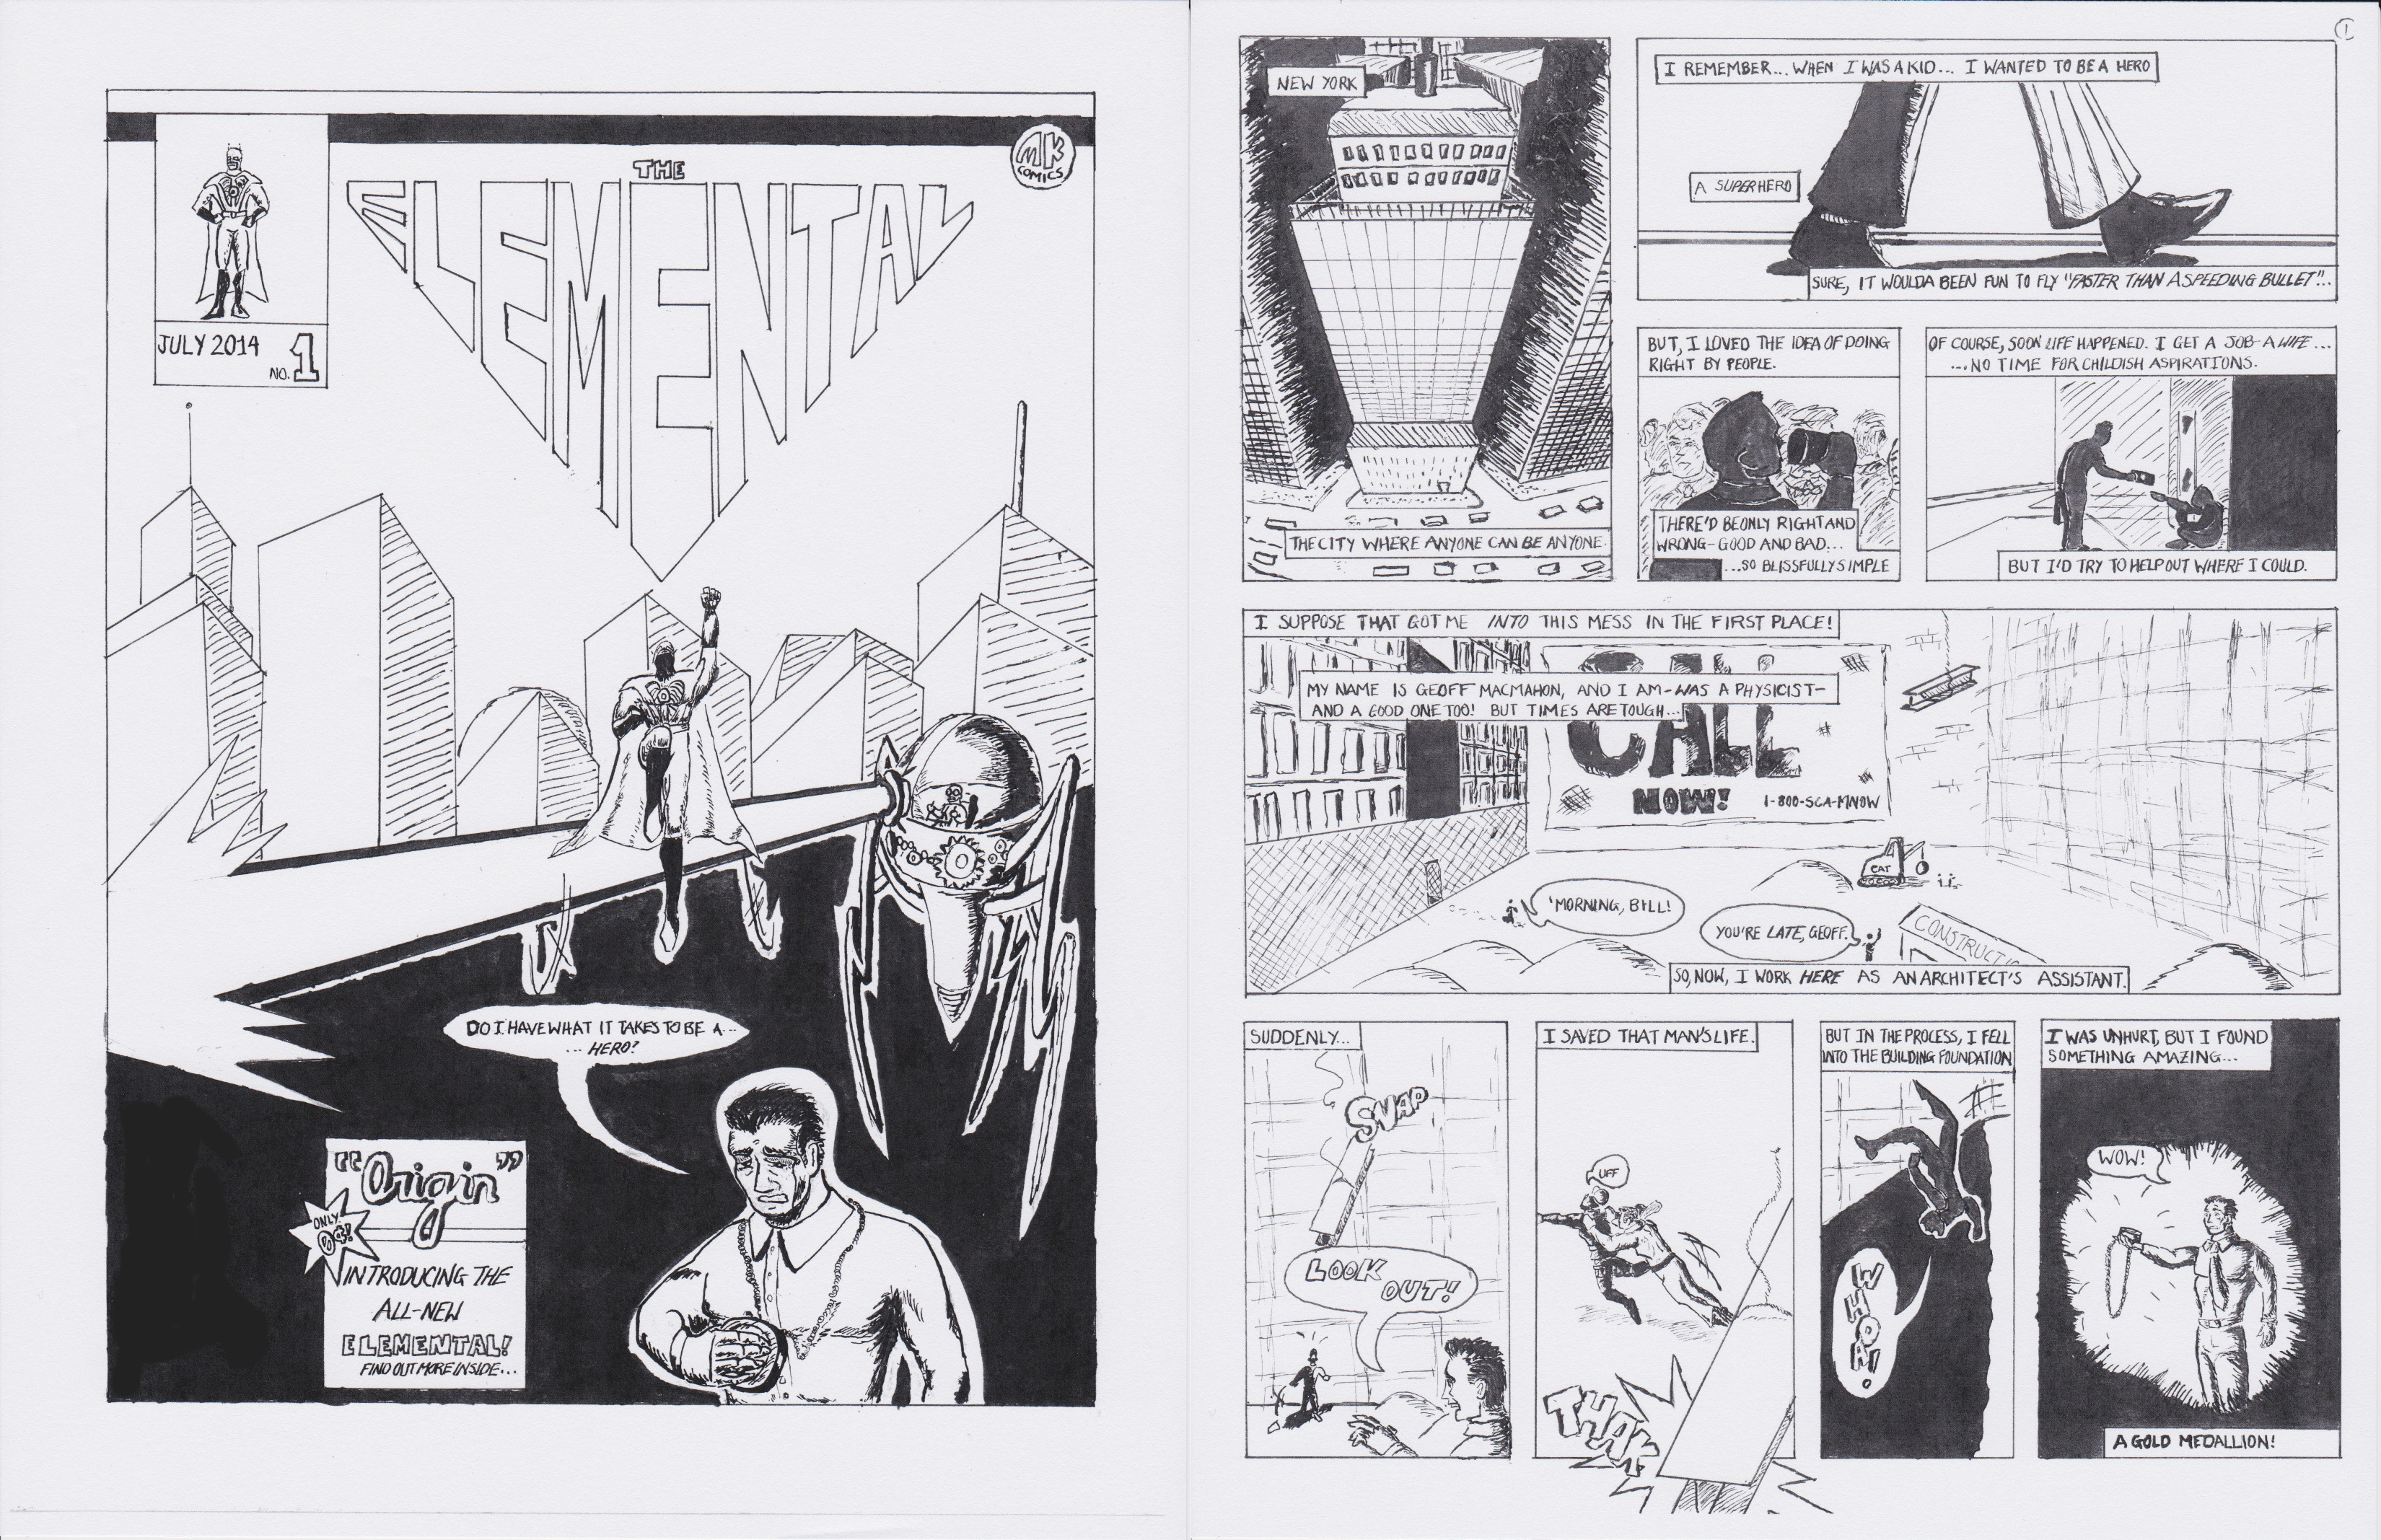 THE
ELEMENTAL
MK
COMICS
JULY 2014
NO. 1
DO I HAVE WHAT IT TAKES TO BE A...
... HERO?
"Origin"
ONLY
0¢!
INTRODUCING THE
ALL-NEW
ELEMENTAL!
FIND OUT MORE INSIDE...
1
NEW YORK
THE CITY WHERE ANYONE CAN BE ANYONE.
I REMEMBER... WHEN I WAS A KID... I WANTED TO BE A HERO
A SUPERHERO
SURE, IT WOULDA BEEN FUN TO FLY "FASTER THAN A SPEEDING BULLET"...
BUT, I LOVED THE IDEA OF DOING
RIGHT BY PEOPLE.
THERE'D BE ONLY RIGHT AND
WRONG-GOOD AND BAD...
...SO BLISSFULLY SIMPLE
OF COURSE, SOON LIFE HAPPENED. I GET A JOB-A WIFE...
...NO TIME FOR CHILDISH ASPIRATIONS.
BUT I'D TRY TO HELP OUT WHERE I COULD.
I SUPPOSE THAT GOT ME INTO THIS MESS IN THE FIRST PLACE!
MY NAME IS GEOFF MACMAHON, AND I AM-WAS A PHYSICIST-
AND A GOOD ONE TOO! BUT TIMES ARE TOUGH...
CALL
CALL
NOW! 1-800-SCA-MNOW
CAT
'MORNING, BILL!
YOU'RE LATE, GEOFF.
CONSTRUCTIO
SO, NOW, I WORK HERE AS AN ARCHITECT'S ASSISTANT.
SUDDENLY...
SNAP
LOOK
OUT!
I SAVED THAT MAN'S LIFE.
UFF
THAK
BUT IN THE PROCESS, I FELL
INTO THE BUILDING FOUNDATION
WHOA!
I WAS UNHURT, BUT I FOUND
SOMETHING AMAZING...
WOW!
A GOLD MEDALLION!